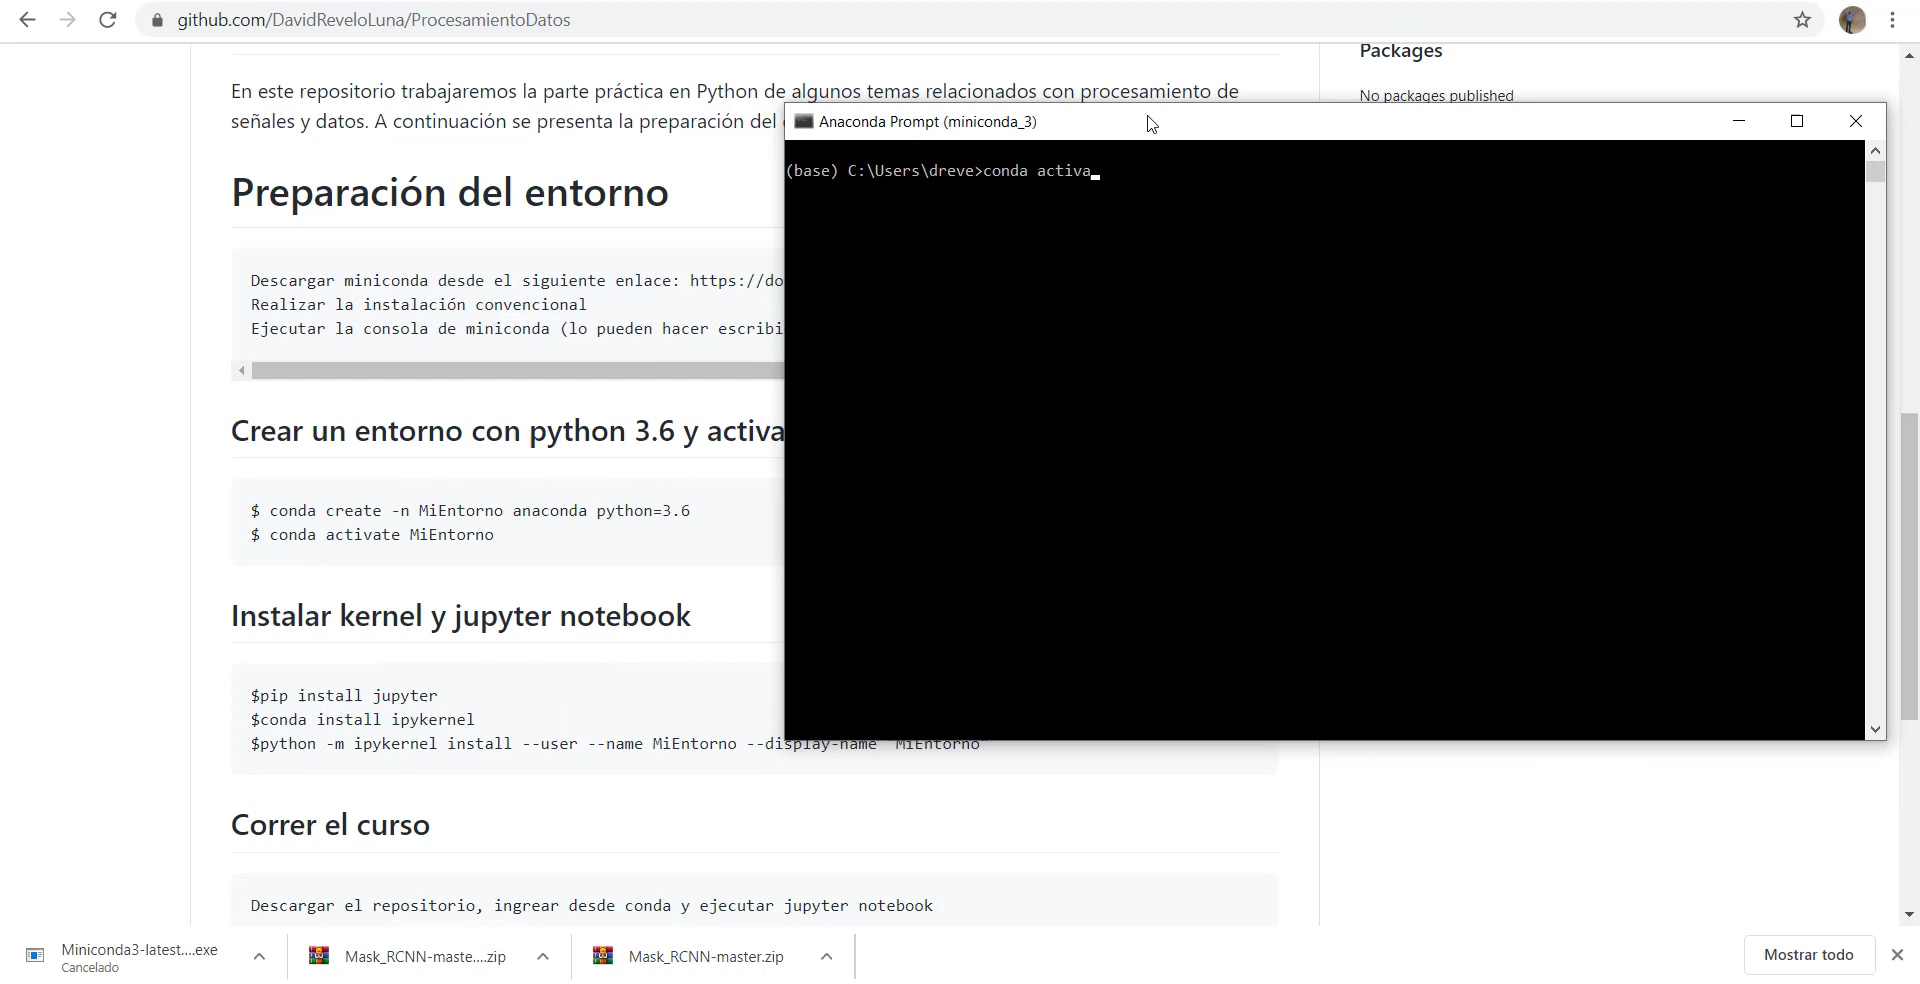 github.com/DavidReveloLuna/ProcesamientoDatos
Packages
No packages published
En este repositorio trabajaremos la parte práctica en Python de algunos temas relacionados con procesamiento de
señales y datos. A continuación se presenta la preparación del
Anaconda Prompt (miniconda_3)
(base) C:\Users\dreve>conda activa
Preparación del entorno
Descargar miniconda desde el siguiente enlace: https://do
Realizar la instalación convencional
Ejecutar la consola de miniconda (lo pueden hacer escribi
Crear un entorno con python 3.6 y activa
$ conda create -n MiEntorno anaconda python=3.6
$ conda activate MiEntorno
Instalar kernel y jupyter notebook
$pip install jupyter
$conda install ipykernel
$python -m ipykernel install --user --name MiEntorno --display-name "MiEntorno"
Correr el curso
Descargar el repositorio, ingrear desde conda y ejecutar jupyter notebook
Miniconda3-latest....exe
Cancelado
Mask_RCNN-maste....zip
Mask_RCNN-master.zip
Mostrar todo